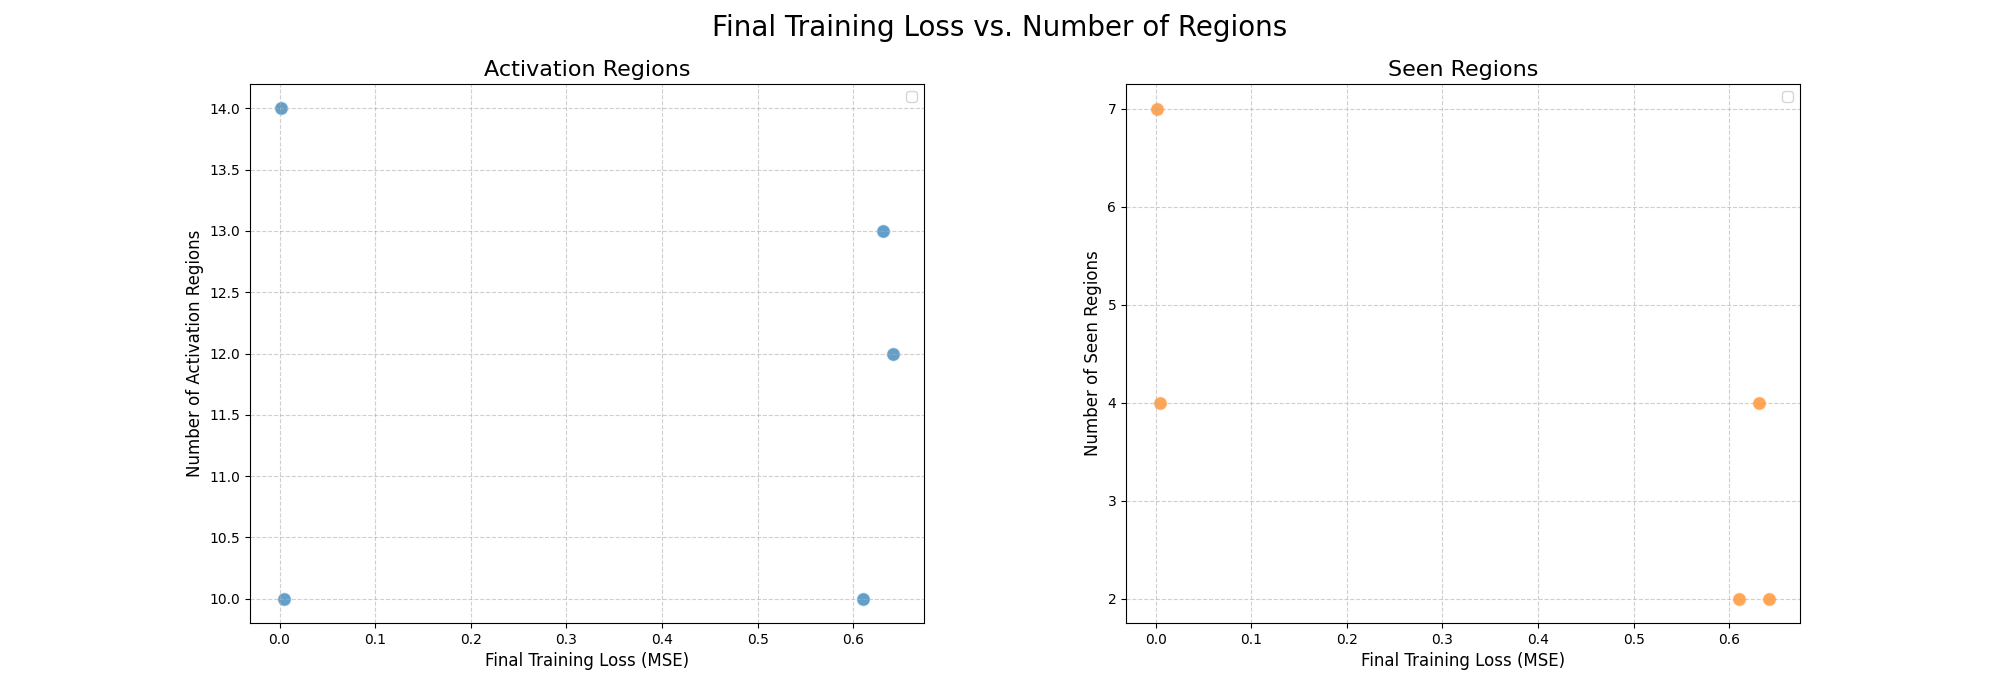 Final Training Loss vs. Number of Regions
Activation Regions
Number of Activation Regions
14.0
13.5
13.0
12.5
12.0
11.5
11.0
10.5
10.0
0.0 0.1 0.2 0.3 0.4 0.5 0.6
Final Training Loss (MSE)
Seen Regions
Number of Seen Regions
7
6
5
4
3
2
0.0 0.1 0.2 0.3 0.4 0.5 0.6
Final Training Loss (MSE)